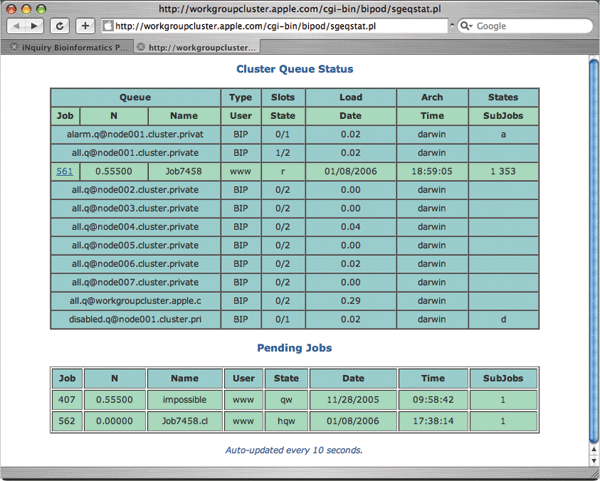 http://workgroupcluster.apple.com/cgi-bin/bipod/sgeqstat.pl
http://workgroupcluster.apple.com/cgi-bin/bipod/sgeqstat.pl Google
iNquiry Bioinformatics P... http://workgroupcluster...
Cluster Queue Status
Queue Type Slots Load Arch States
Job N Name User State Date Time SubJobs
alarm.q@node001.cluster.privat BIP 0/1 0.02 darwin a
all.q@node001.cluster.private BIP 1/2 0.02 darwin
561 0.55500 Job7458 www r 01/08/2006 18:59:05 1 353
all.q@node002.cluster.private BIP 0/2 0.00 darwin
all.q@node003.cluster.private BIP 0/2 0.00 darwin
all.q@node004.cluster.private BIP 0/2 0.04 darwin
all.q@node005.cluster.private BIP 0/2 0.00 darwin
all.q@node006.cluster.private BIP 0/2 0.02 darwin
all.q@node007.cluster.private BIP 0/2 0.00 darwin
all.q@workgroupcluster.apple.c BIP 0/2 0.29 darwin
disabled.q@node001.cluster.pri BIP 0/1 0.02 darwin d
Pending Jobs
Job N Name User State Date Time SubJobs
407 0.55500 impossible www qw 11/28/2005 09:58:42 1
562 0.00000 Job7458.cl www hqw 01/08/2006 17:38:14 1
Auto-updated every 10 seconds.